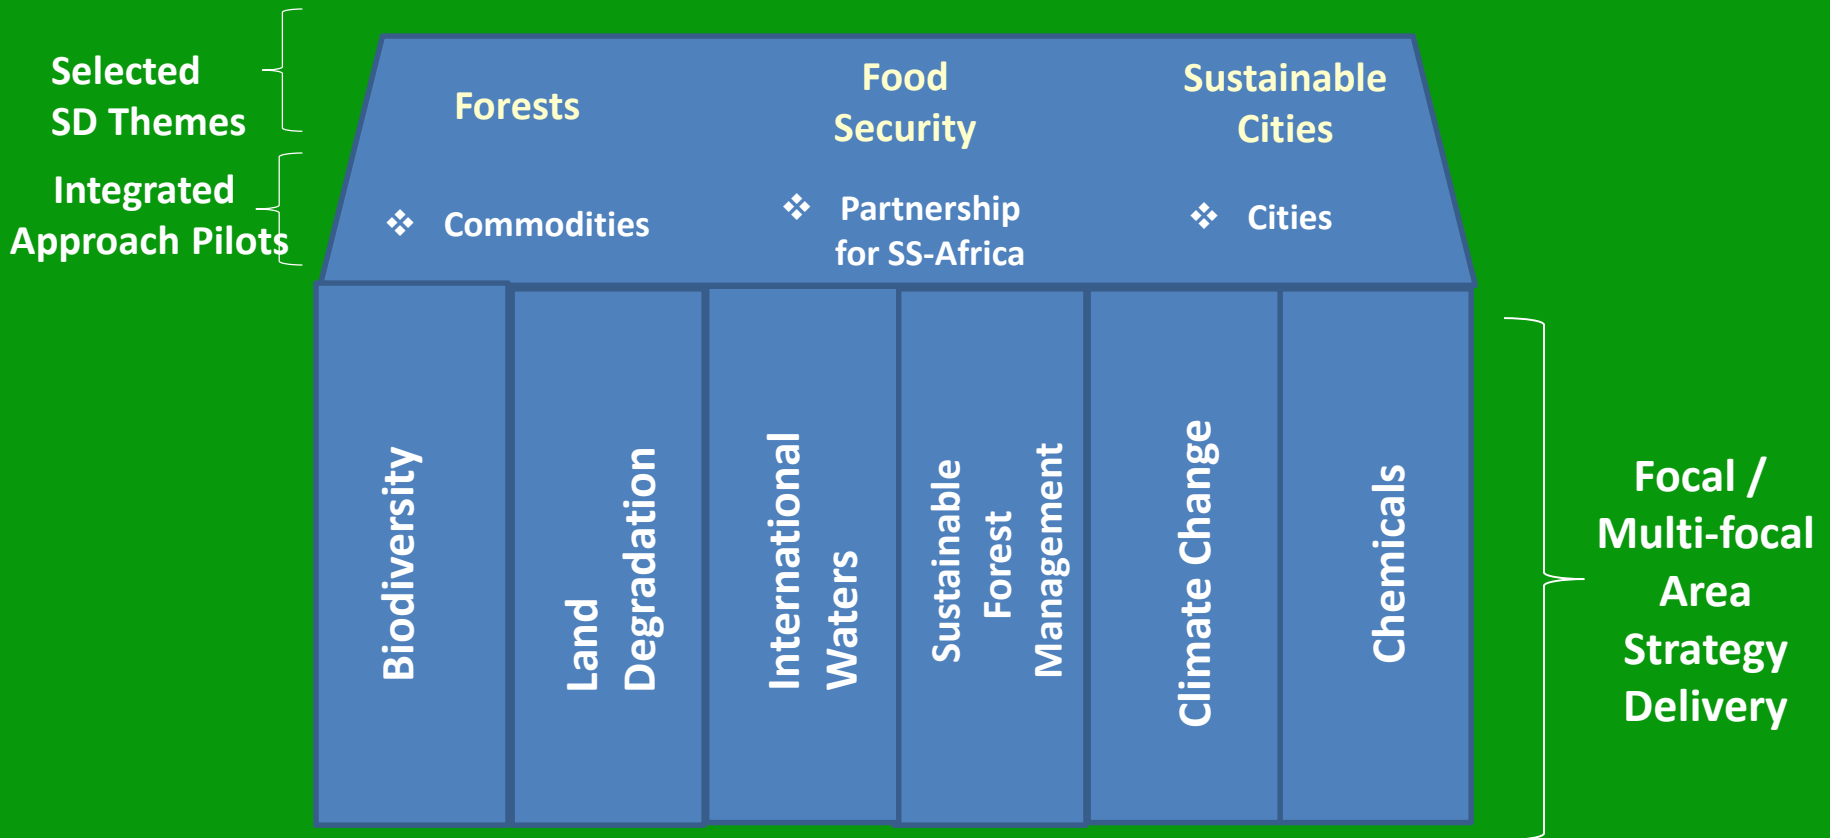 Selected
SD Themes
Forests
Food
Security
Sustainable
Cities
Integrated
Approach Pilots
❖ Commodities
❖ Partnership
for SS-Africa
❖ Cities
Biodiversity
Land
Degradation
International
Waters
Sustainable
Forest
Management
Climate Change
Chemicals
Focal /
Multi-focal
Area
Strategy
Delivery